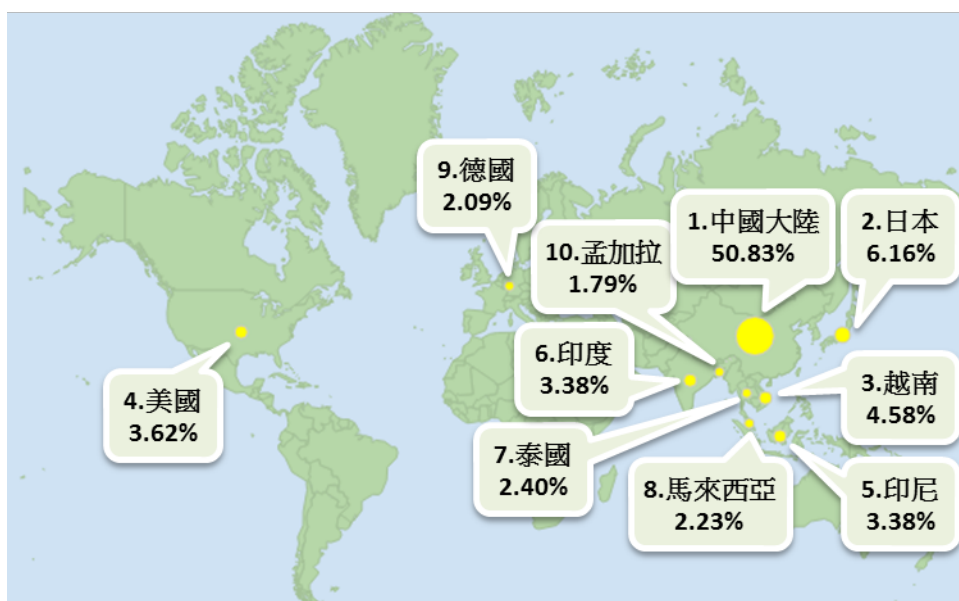 9.德國
2.09%
10.孟加拉
1.79%
1.中國大陸
50.83%
2.日本
6.16%
6.印度
3.38%
4.美國
3.62%
3.越南
4.58%
7.泰國
2.40%
8.馬來西亞
2.23%
5.印尼
3.38%